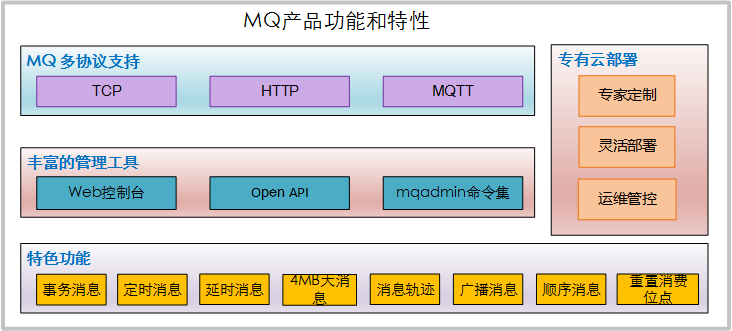 MQ产品功能和特性
MQ 多协议支持
TCP
HTTP
MQTT
专有云部署
专家定制
灵活部署
运维管控
丰富的管理工具
Web控制台
Open API
mqadmin命令集
特色功能
事务消息
定时消息
延时消息
4MB大消
息
消息轨迹
广播消息
顺序消息
重置消费
位点